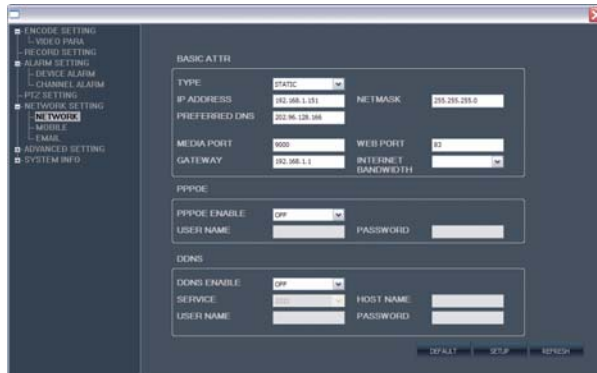 ENCODE SETTING
VIDEO PARA
RECORD SETTING
ALARM SETTING
DEVICE ALARM
CHANNEL ALARM
PTZ SETTING
NETWORK SETTING
NETWORK
MOBILE
EMAIL
ADVANCED SETTING
SYSTEM INFO
BASIC ATTR
TYPE STATIC
IP ADDRESS 192.168.1.151 NETMASK 255.255.255.0
PREFERRED DNS 202.96.128.166
MEDIA PORT 9000 WEB PORT 83
GATEWAY 192.168.1.1 INTERNET BANDWIDTH
PPPOE
PPPOE ENABLE OFF
USER NAME PASSWORD
DDNS
DDNS ENABLE OFF
SERVICE HOST NAME
USER NAME PASSWORD
DEFAULT SETUP REFRESH